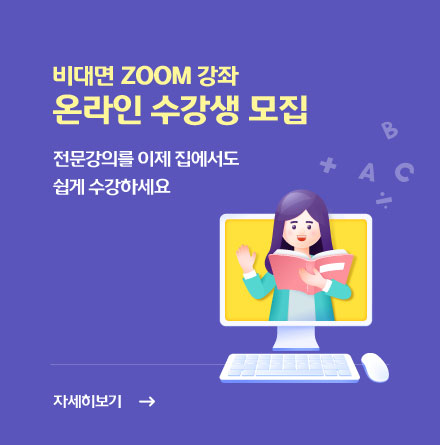 비대면 ZOOM 강좌
온라인 수강생 모집
전문강의를 이제 집에서도
쉽게 수강하세요
B
+ A C
÷
자세히보기 →